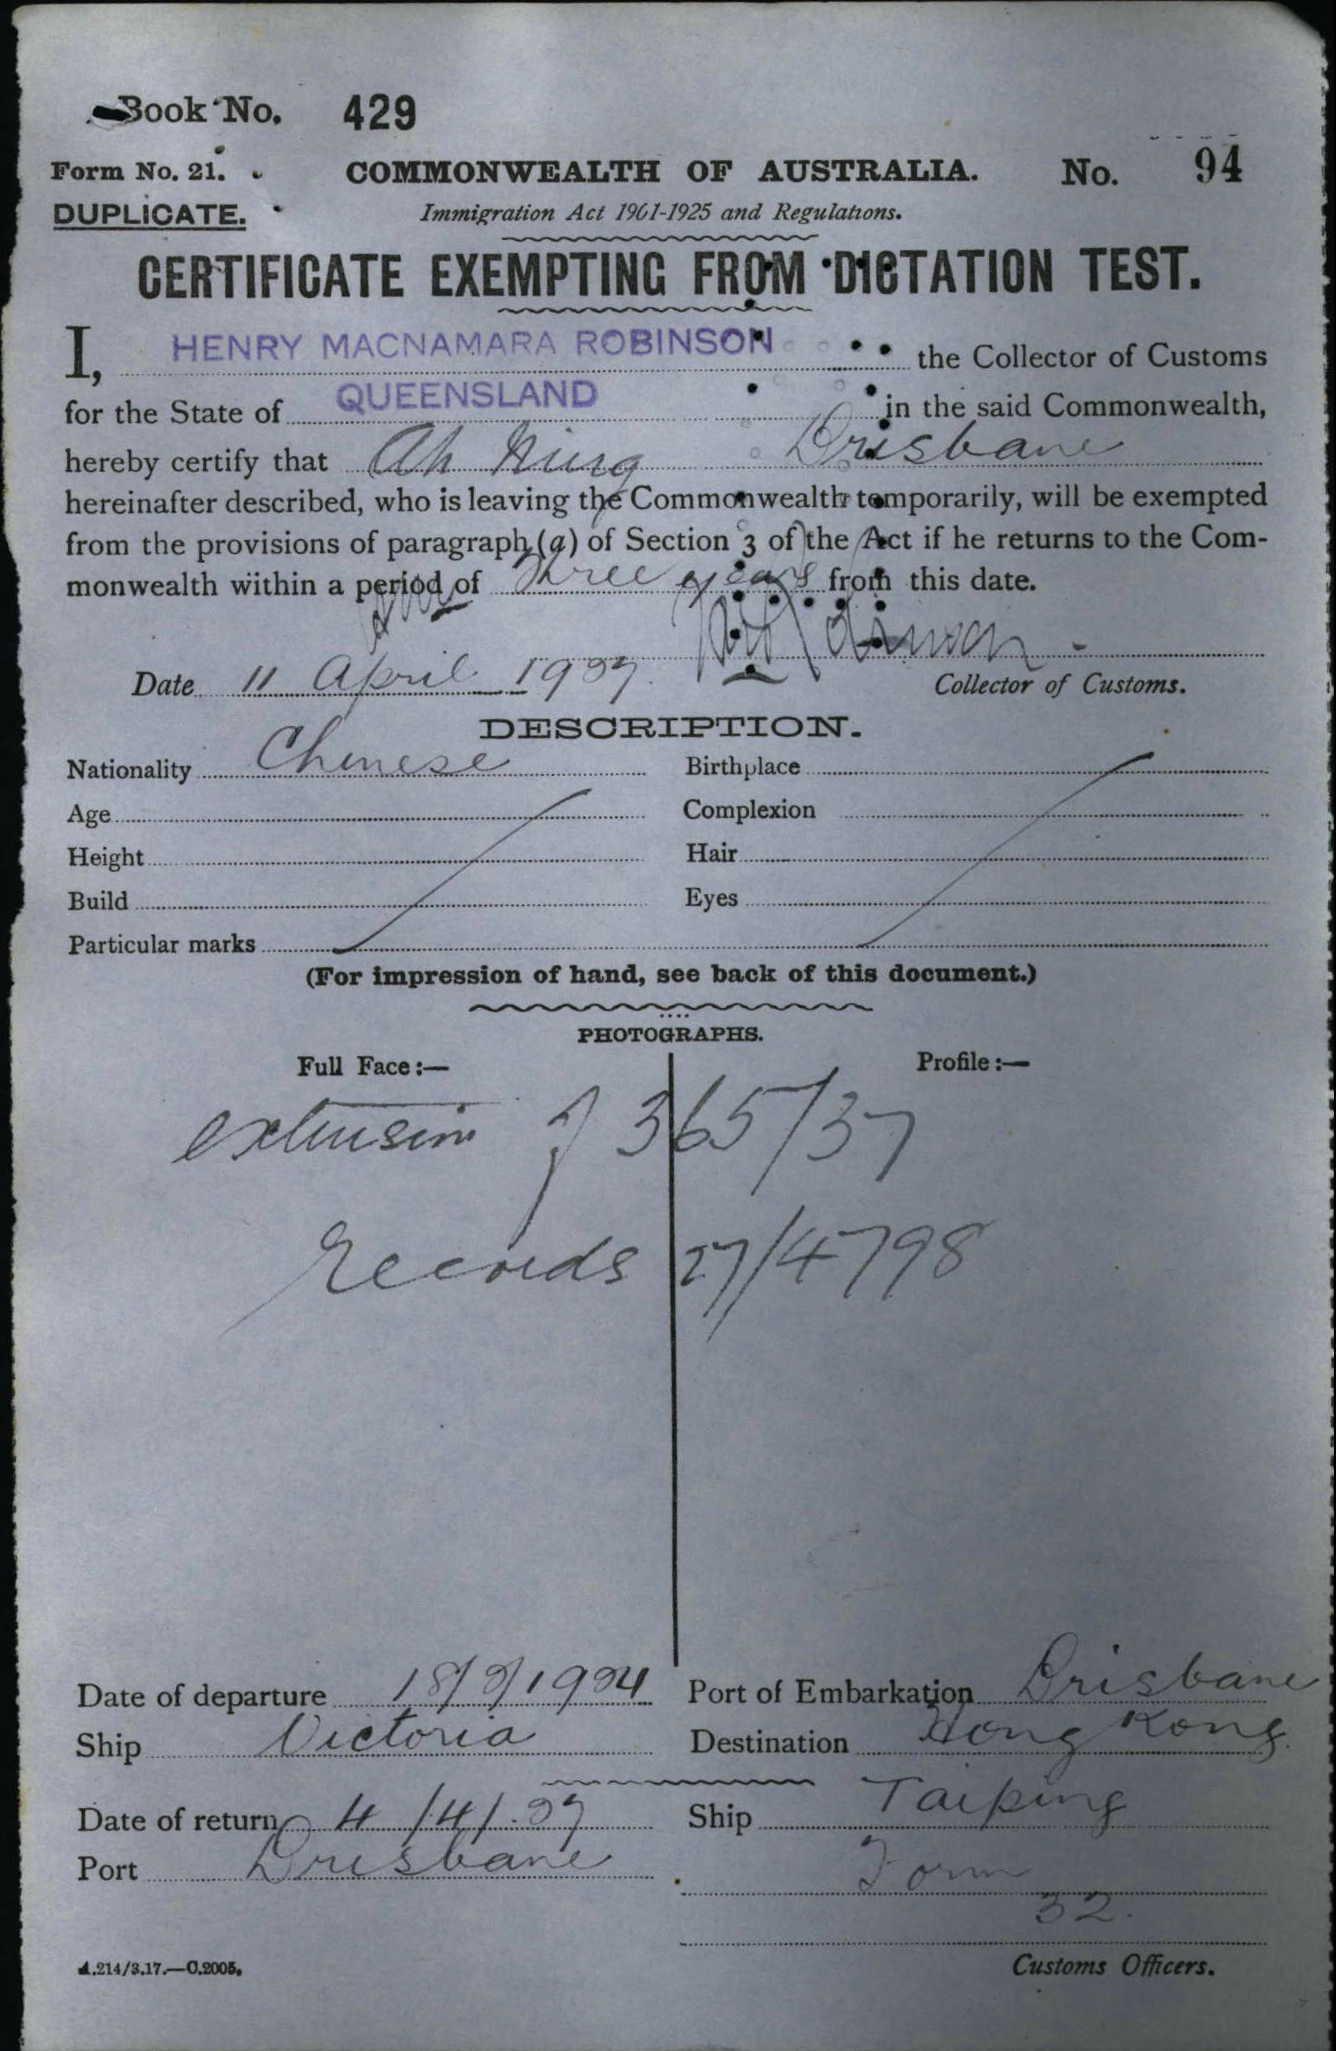 Book No. 429
Form No. 21. COMMONWEALTH OF AUSTRALIA. No. 94
DUPLICATE. Immigration Act 1901-1925 and Regulations.
CERTIFICATE EXEMPTING FROM DICTATION TEST.
I, HENRY MACNAMARA ROBINSON the Collector of Customs
for the State of QUEENSLAND in the said Commonwealth,
hereby certify that Ah Brisbane
hereinafter described, who is leaving the Commonwealth temporarily, will be exempted
from the provisions of paragraph (a) of Section 3 of the Act if he returns to the Com-
monwealth within a period of Three years from this date.
Date 11 April 1927. Collector of Customs.
DESCRIPTION.
Nationality Chinese Birthplace
Age Complexion
Height Hair
Build Eyes
Particular marks
(For impression of hand, see back of this document.)
PHOTOGRAPHS.
Full Face:— Profile:—
extension of 365/37
Records 27/4798
Date of departure 18/2/1924 Port of Embarkation Brisbane
Ship Victoria Destination Hong Kong
Date of return 4/4/.27 Ship Taiping
Port Brisbane Form
32.
A.214/3.17.—C.2005. Customs Officers.